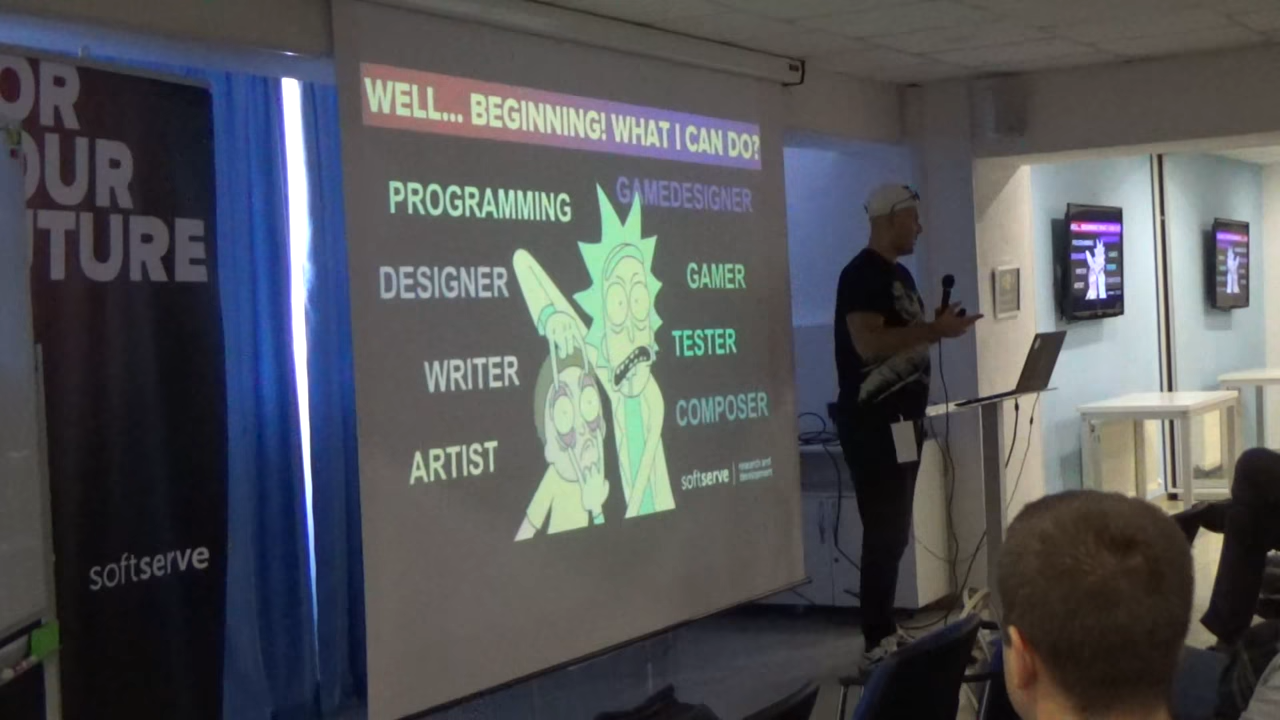 OR
OUR
TURE
softserve
WELL... BEGINNING! WHAT I CAN DO?
PROGRAMMING
GAMEDESIGNER
DESIGNER
GAMER
WRITER
TESTER
ARTIST
COMPOSER
softserve | research and
development